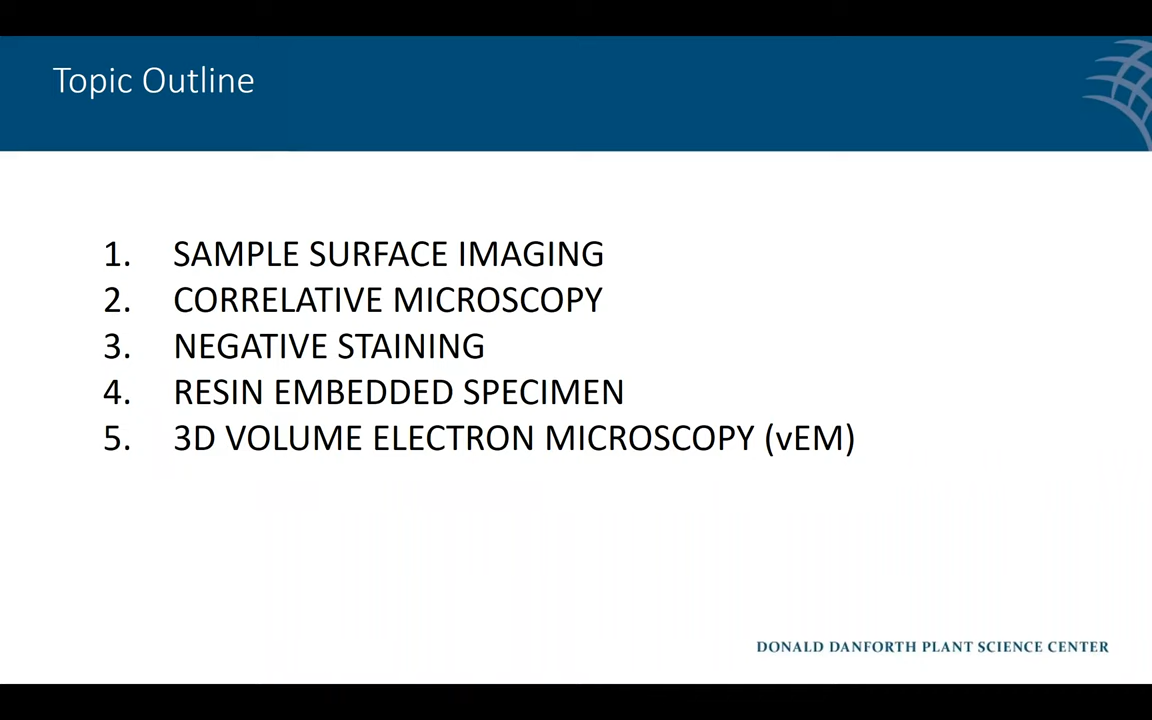 Topic Outline
1. SAMPLE SURFACE IMAGING
2. CORRELATIVE MICROSCOPY
3. NEGATIVE STAINING
4. RESIN EMBEDDED SPECIMEN
5. 3D VOLUME ELECTRON MICROSCOPY (vEM)
DONALD DANFORTH PLANT SCIENCE CENTER